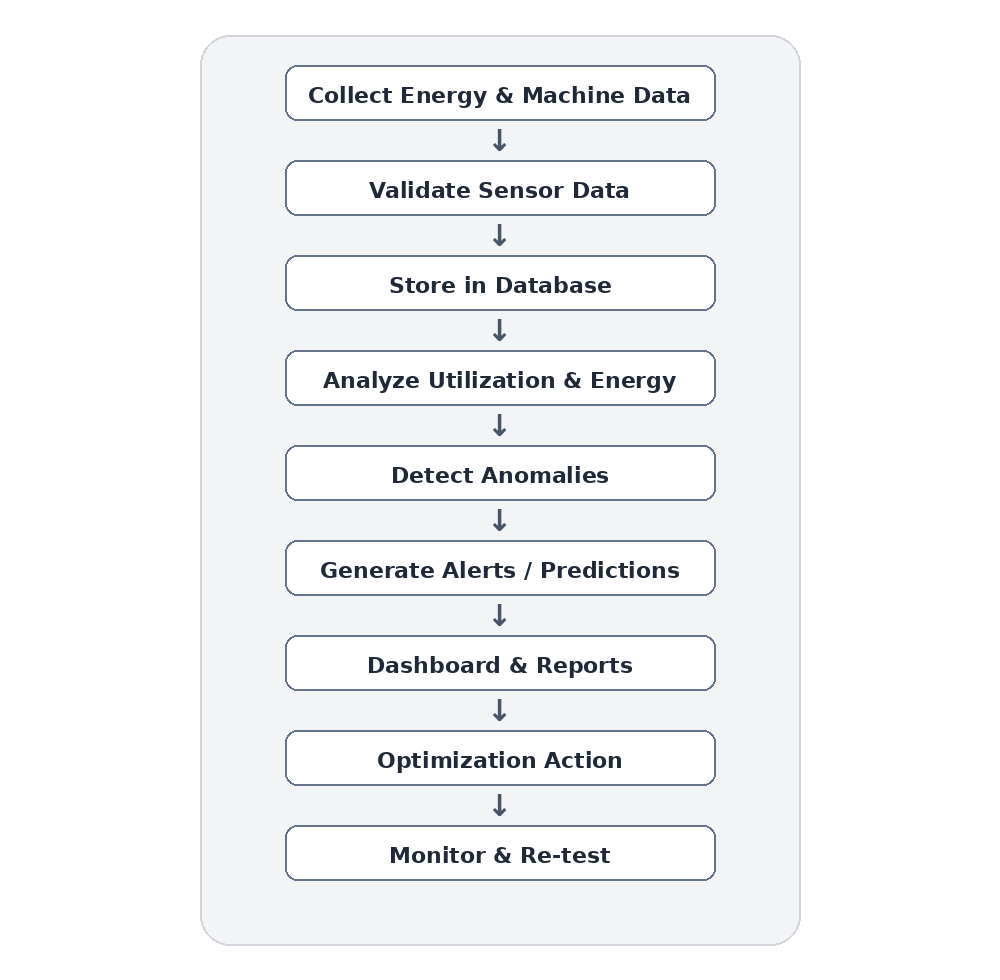 Collect Energy & Machine Data
↓
Validate Sensor Data
↓
Store in Database
↓
Analyze Utilization & Energy
↓
Detect Anomalies
↓
Generate Alerts / Predictions
↓
Dashboard & Reports
↓
Optimization Action
↓
Monitor & Re-test